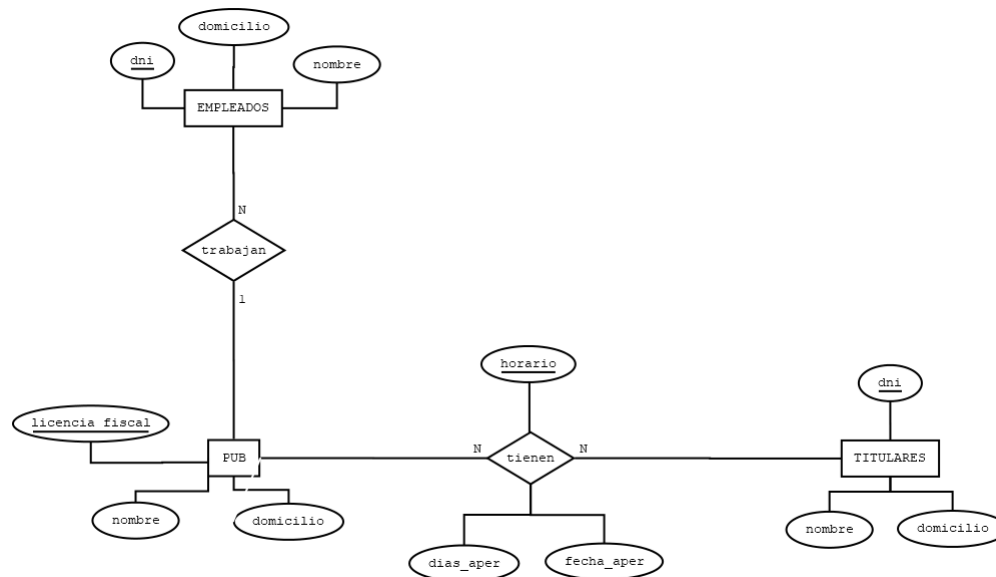 domicilio
dni
nombre
EMPLEADOS
N
trabajan
1
horario
dni
licencia fiscal
PUB
N
tienen
N
TITULARES
nombre
domicilio
nombre
domicilio
dias_aper
fecha_aper